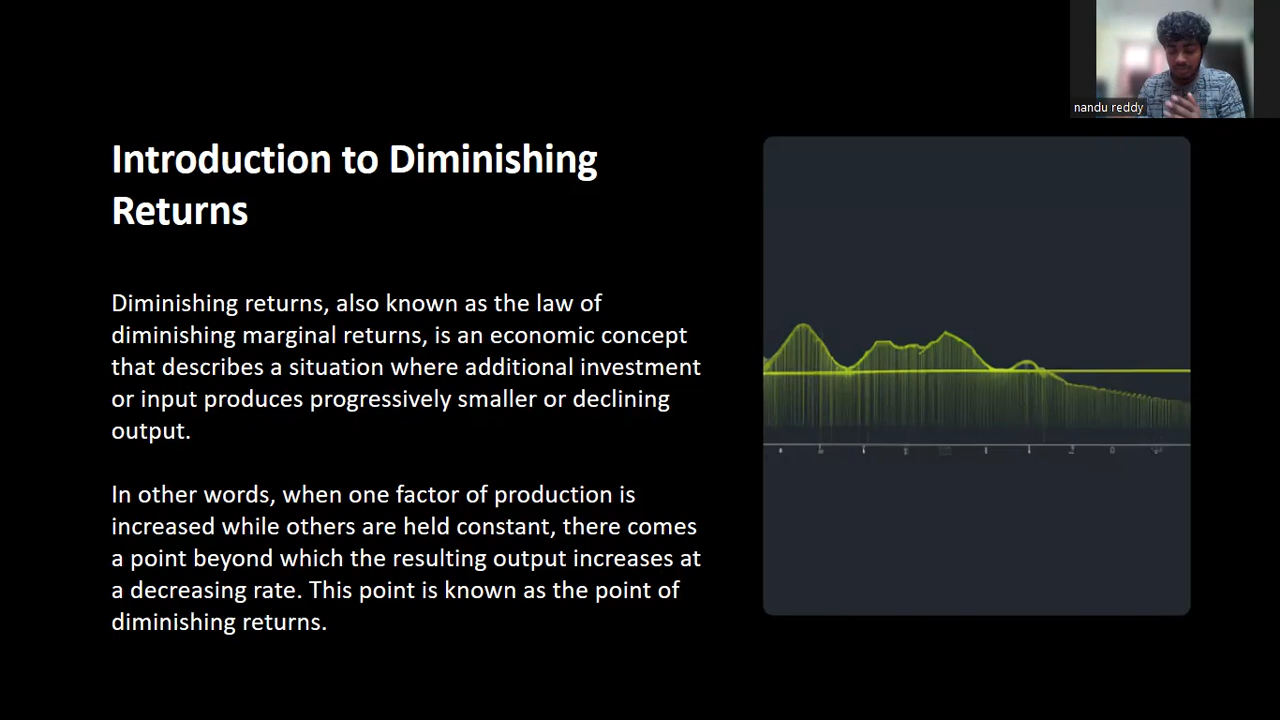 nandu reddy
Introduction to Diminishing
Returns
Diminishing returns, also known as the law of
diminishing marginal returns, is an economic concept
that describes a situation where additional investment
or input produces progressively smaller or declining
output.
In other words, when one factor of production is
increased while others are held constant, there comes
a point beyond which the resulting output increases at
a decreasing rate. This point is known as the point of
diminishing returns.